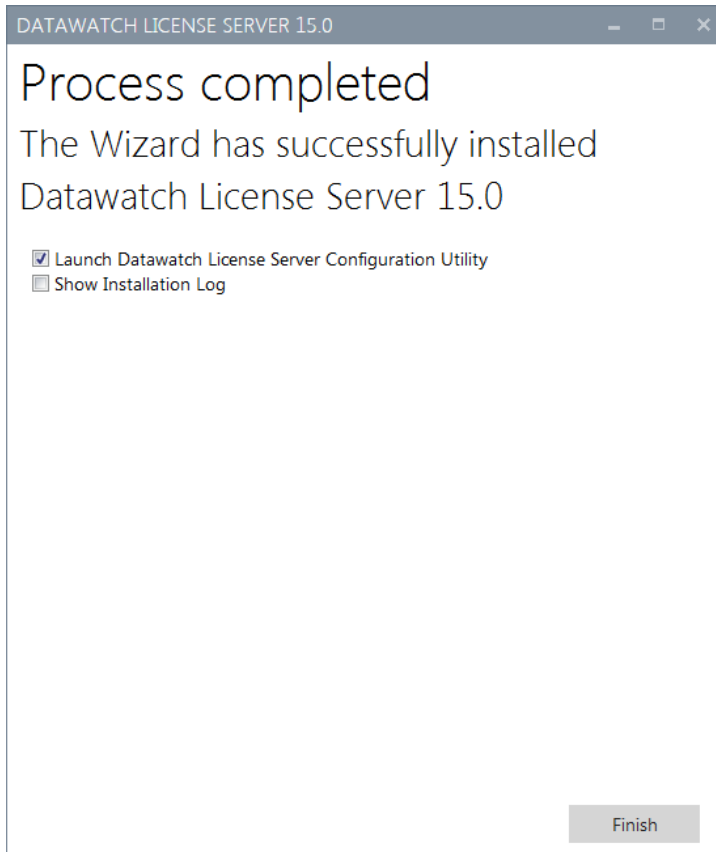 DATAWATCH LICENSE SERVER 15.0
Process completed
The Wizard has successfully installed
Datawatch License Server 15.0
Launch Datawatch License Server Configuration Utility
Show Installation Log
Finish